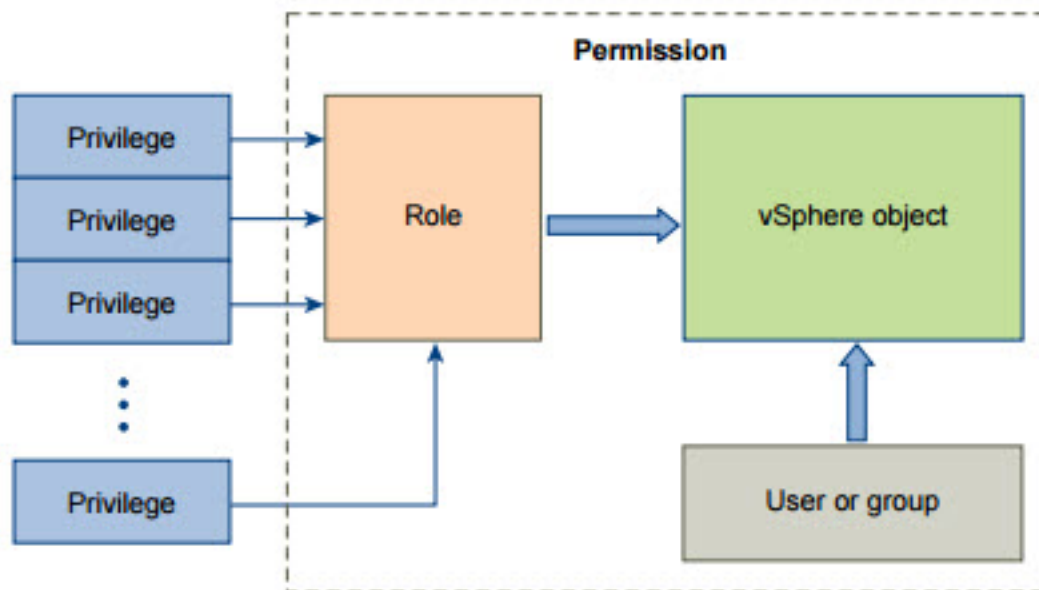 Permission
Privilege
Privilege
Privilege
Privilege
Role
vSphere object
User or group